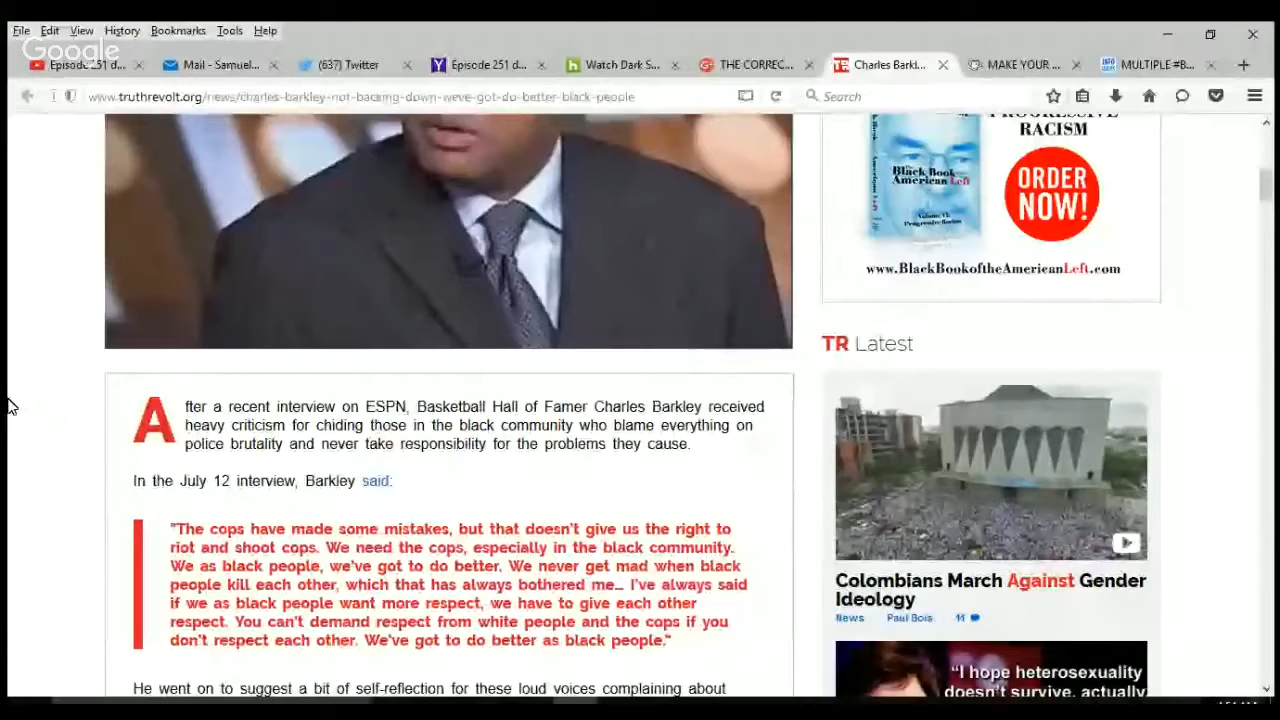 File Edit View History Bookmarks Tools Help
Google
Episode 251 d... Mail - Samuel... (637) Twitter Episode 251 d... Watch Dark S... THE CORREC... Charles Barkl... MAKE YOUR ... MULTIPLE #B...
www.truthrevolt.org/news/charles-barkley-not-backing-down-weve-got-do-better-black-people
Search
PROGRESSIVE
RACISM
Black Book
American Left
Volume VI:
Progressive Racism
ORDER
NOW!
www.BlackBookoftheAmericanLeft.com
TR Latest
After a recent interview on ESPN, Basketball Hall of Famer Charles Barkley received
heavy criticism for chiding those in the black community who blame everything on
police brutality and never take responsibility for the problems they cause.
In the July 12 interview, Barkley said:
"The cops have made some mistakes, but that doesn't give us the right to
riot and shoot cops. We need the cops, especially in the black community.
We as black people, we've got to do better. We never get mad when black
people kill each other, which that has always bothered me... I've always said
if we as black people want more respect, we have to give each other
respect. You can't demand respect from white people and the cops if you
don't respect each other. We've got to do better as black people."
He went on to suggest a bit of self-reflection for these loud voices complaining about
Colombians March Against Gender
Ideology
News Paul Bois
"I hope heterosexuality
doesn't survive, actually